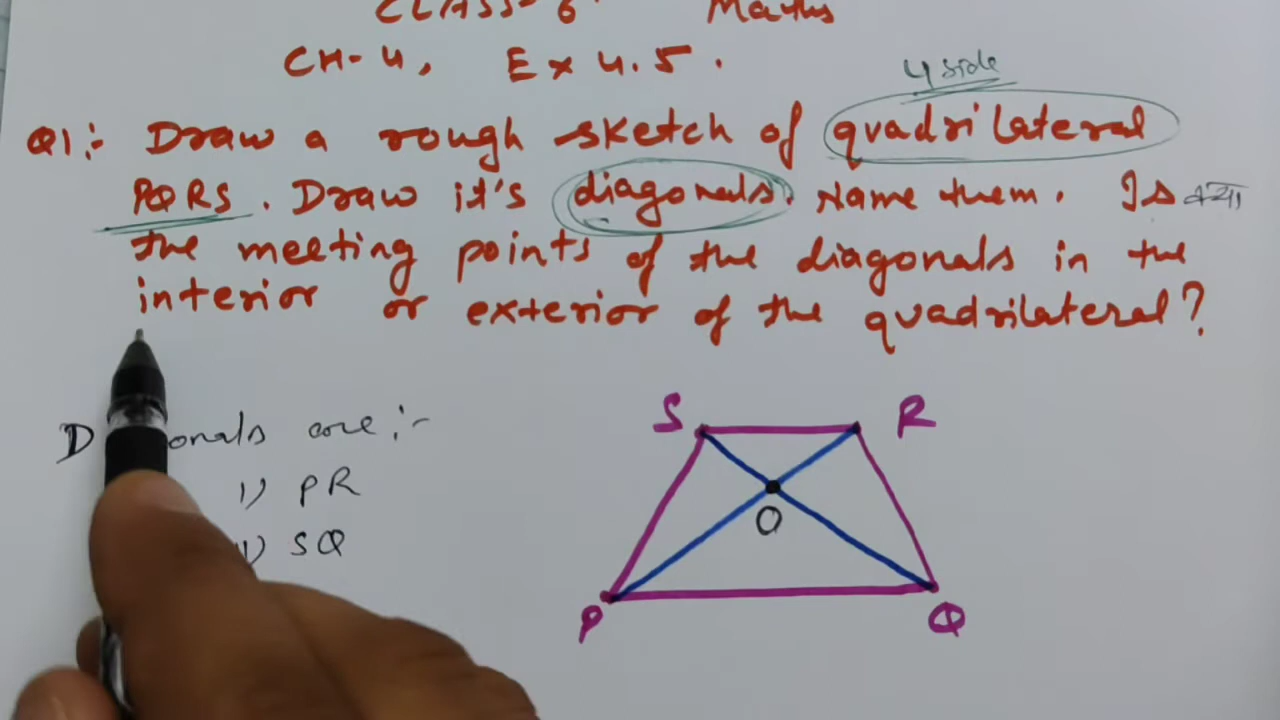 CLASS-6 Maths
CH-4, Ex 4.5.
4 side
Q1:- Draw a rough sketch of quadrilateral
PQRS. Draw it's diagonals. Name them. Is क्या
the meeting points of the diagonals in the
interior or exterior of the quadrilateral?
onals are:-
1) PR
SQ
S R
O
P Q